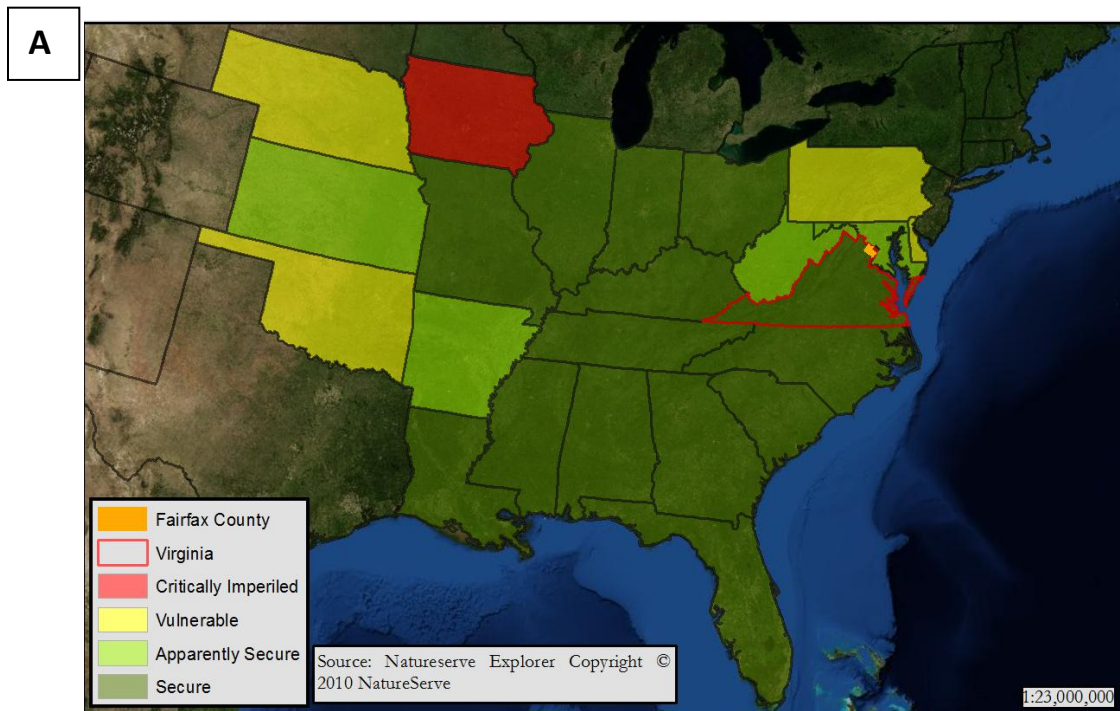 A
Fairfax County
Virginia
Critically Imperiled
Vulnerable
Apparently Secure
Secure
Source: Natureserve Explorer Copyright ©
2010 NatureServe
1:23,000,000